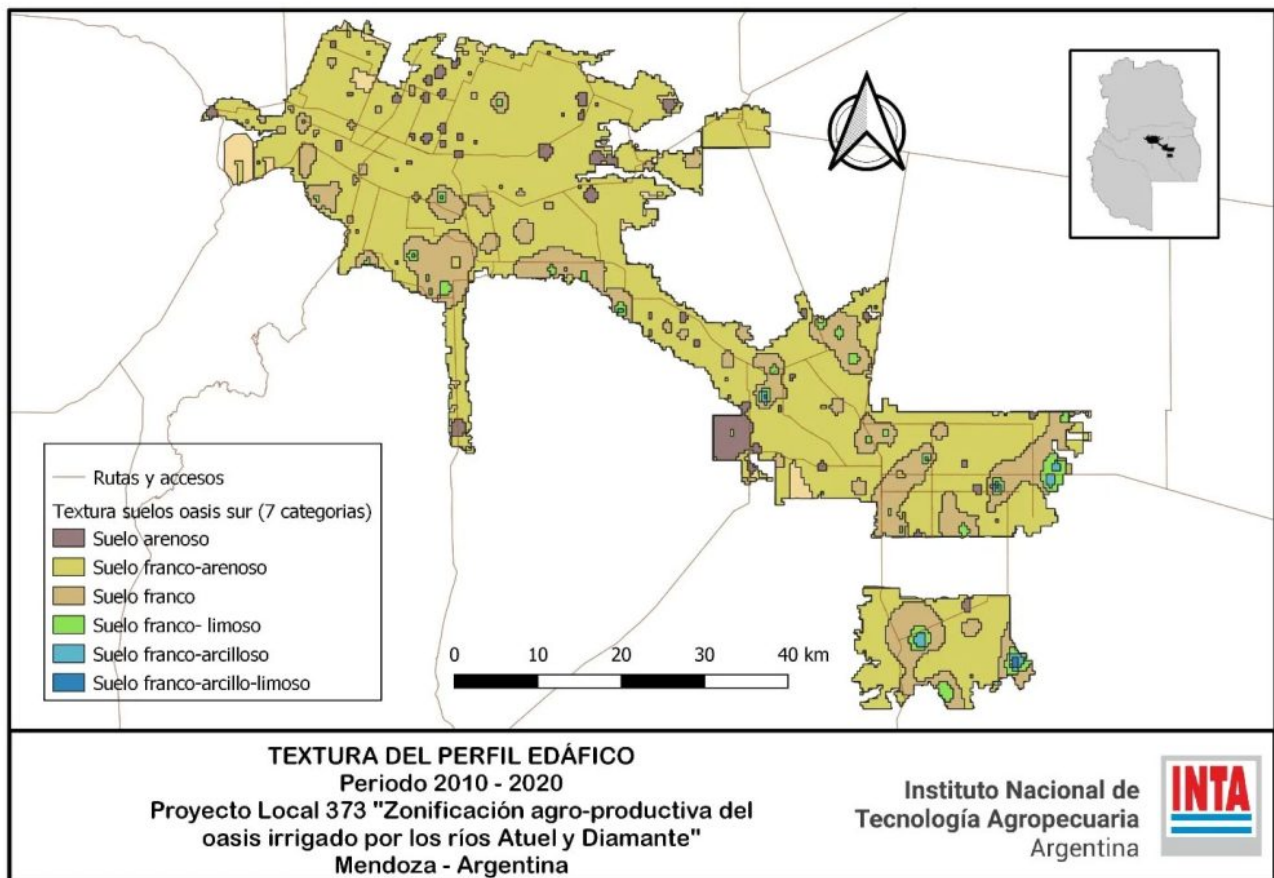 Rutas y accesos
Textura suelos oasis sur (7 categorias)
Suelo arenoso
Suelo franco-arenoso
Suelo franco
Suelo franco- limoso
Suelo franco-arcilloso
Suelo franco-arcillo-limoso
0 10 20 30 40 km
TEXTURA DEL PERFIL EDÁFICO
Periodo 2010 - 2020
Proyecto Local 373 "Zonificación agro-productiva del
oasis irrigado por los ríos Atuel y Diamante"
Mendoza - Argentina
Instituto Nacional de
Tecnología Agropecuaria
Argentina
INTA